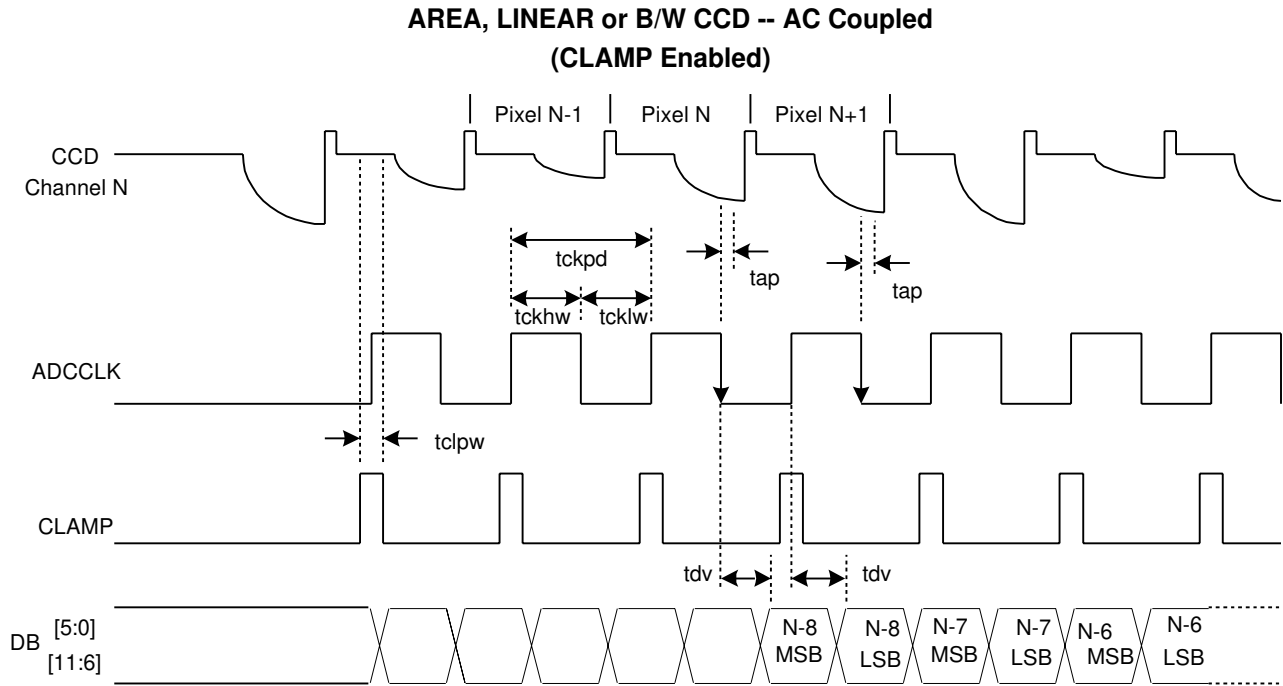 AREA, LINEAR or B/W CCD -- AC Coupled
(CLAMP Enabled)
Pixel N-1
Pixel N
Pixel N+1
CCD
Channel N
tckpd
tap
tap
tckhw
tcklw
ADCCLK
tclpw
CLAMP
tdv
tdv
DB
[5:0]
[11:6]
N-8
MSB
N-8
LSB
N-7
MSB
N-7
LSB
N-6
MSB
N-6
LSB